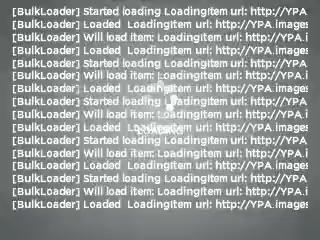 [BulkLoader] Started loading LoadingItem url: http://YPA
[BulkLoader] Loaded LoadingItem url: http://YPA.images
[BulkLoader] Will load item: LoadingItem url: http://YPA.i
[BulkLoader] Loaded LoadingItem url: http://YPA.images
[BulkLoader] Started loading LoadingItem url: http://YPA
[BulkLoader] Will load item: LoadingItem url: http://YPA.i
[BulkLoader] Loaded LoadingItem url: http://YPA.images
[BulkLoader] Started loading LoadingItem url: http://YPA
[BulkLoader] Will load item: LoadingItem url: http://YPA.i
[BulkLoader] Loaded LoadingItem url: http://YPA.images
[BulkLoader] Started loading LoadingItem url: http://YPA
[BulkLoader] Will load item: LoadingItem url: http://YPA.i
[BulkLoader] Loaded LoadingItem url: http://YPA.images
[BulkLoader] Started loading LoadingItem url: http://YPA
[BulkLoader] Will load item: LoadingItem url: http://YPA.i
[BulkLoader] Loaded LoadingItem url: http://YPA.images